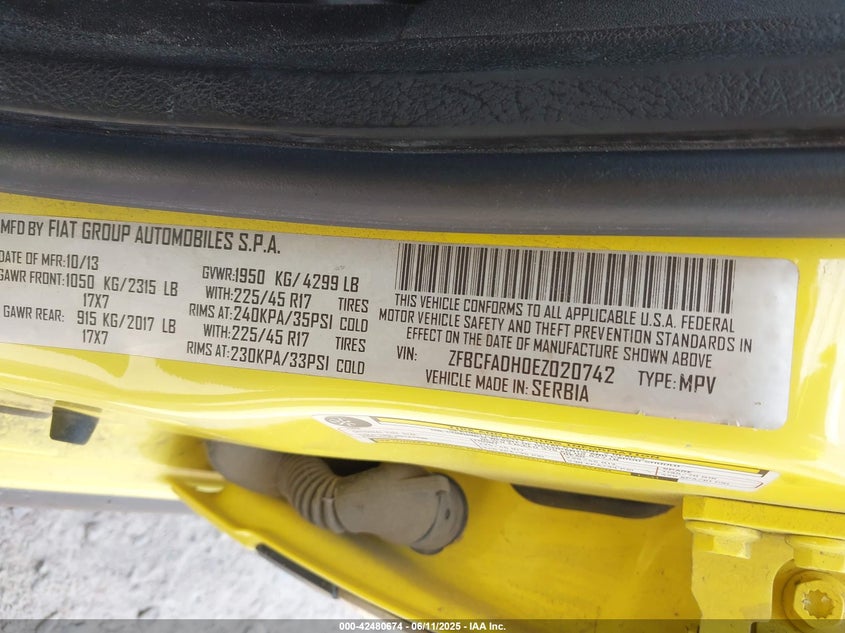 MFD BY FIAT GROUP AUTOMOBILES S.P.A.
DATE OF MFR:10/13 GVWR:1950 KG/4299 LB
GAWR FRONT:1050 KG/2315 LB WITH:225/45 R17 TIRES
17X7 RIMS AT:240KPA/35PSI COLD
GAWR REAR: 915 KG/2017 LB WITH:225/45 R17 TIRES
17X7 RIMS AT:230KPA/33PSI COLD
THIS VEHICLE CONFORMS TO ALL APPLICABLE U.S.A. FEDERAL
MOTOR VEHICLE SAFETY AND THEFT PREVENTION STANDARDS IN
EFFECT ON THE DATE OF MANUFACTURE SHOWN ABOVE
VIN: ZFBCFADH0EZ020742 TYPE: MPV
VEHICLE MADE IN: SERBIA
000-42480674 - 06/11/2025 - IAA Inc.